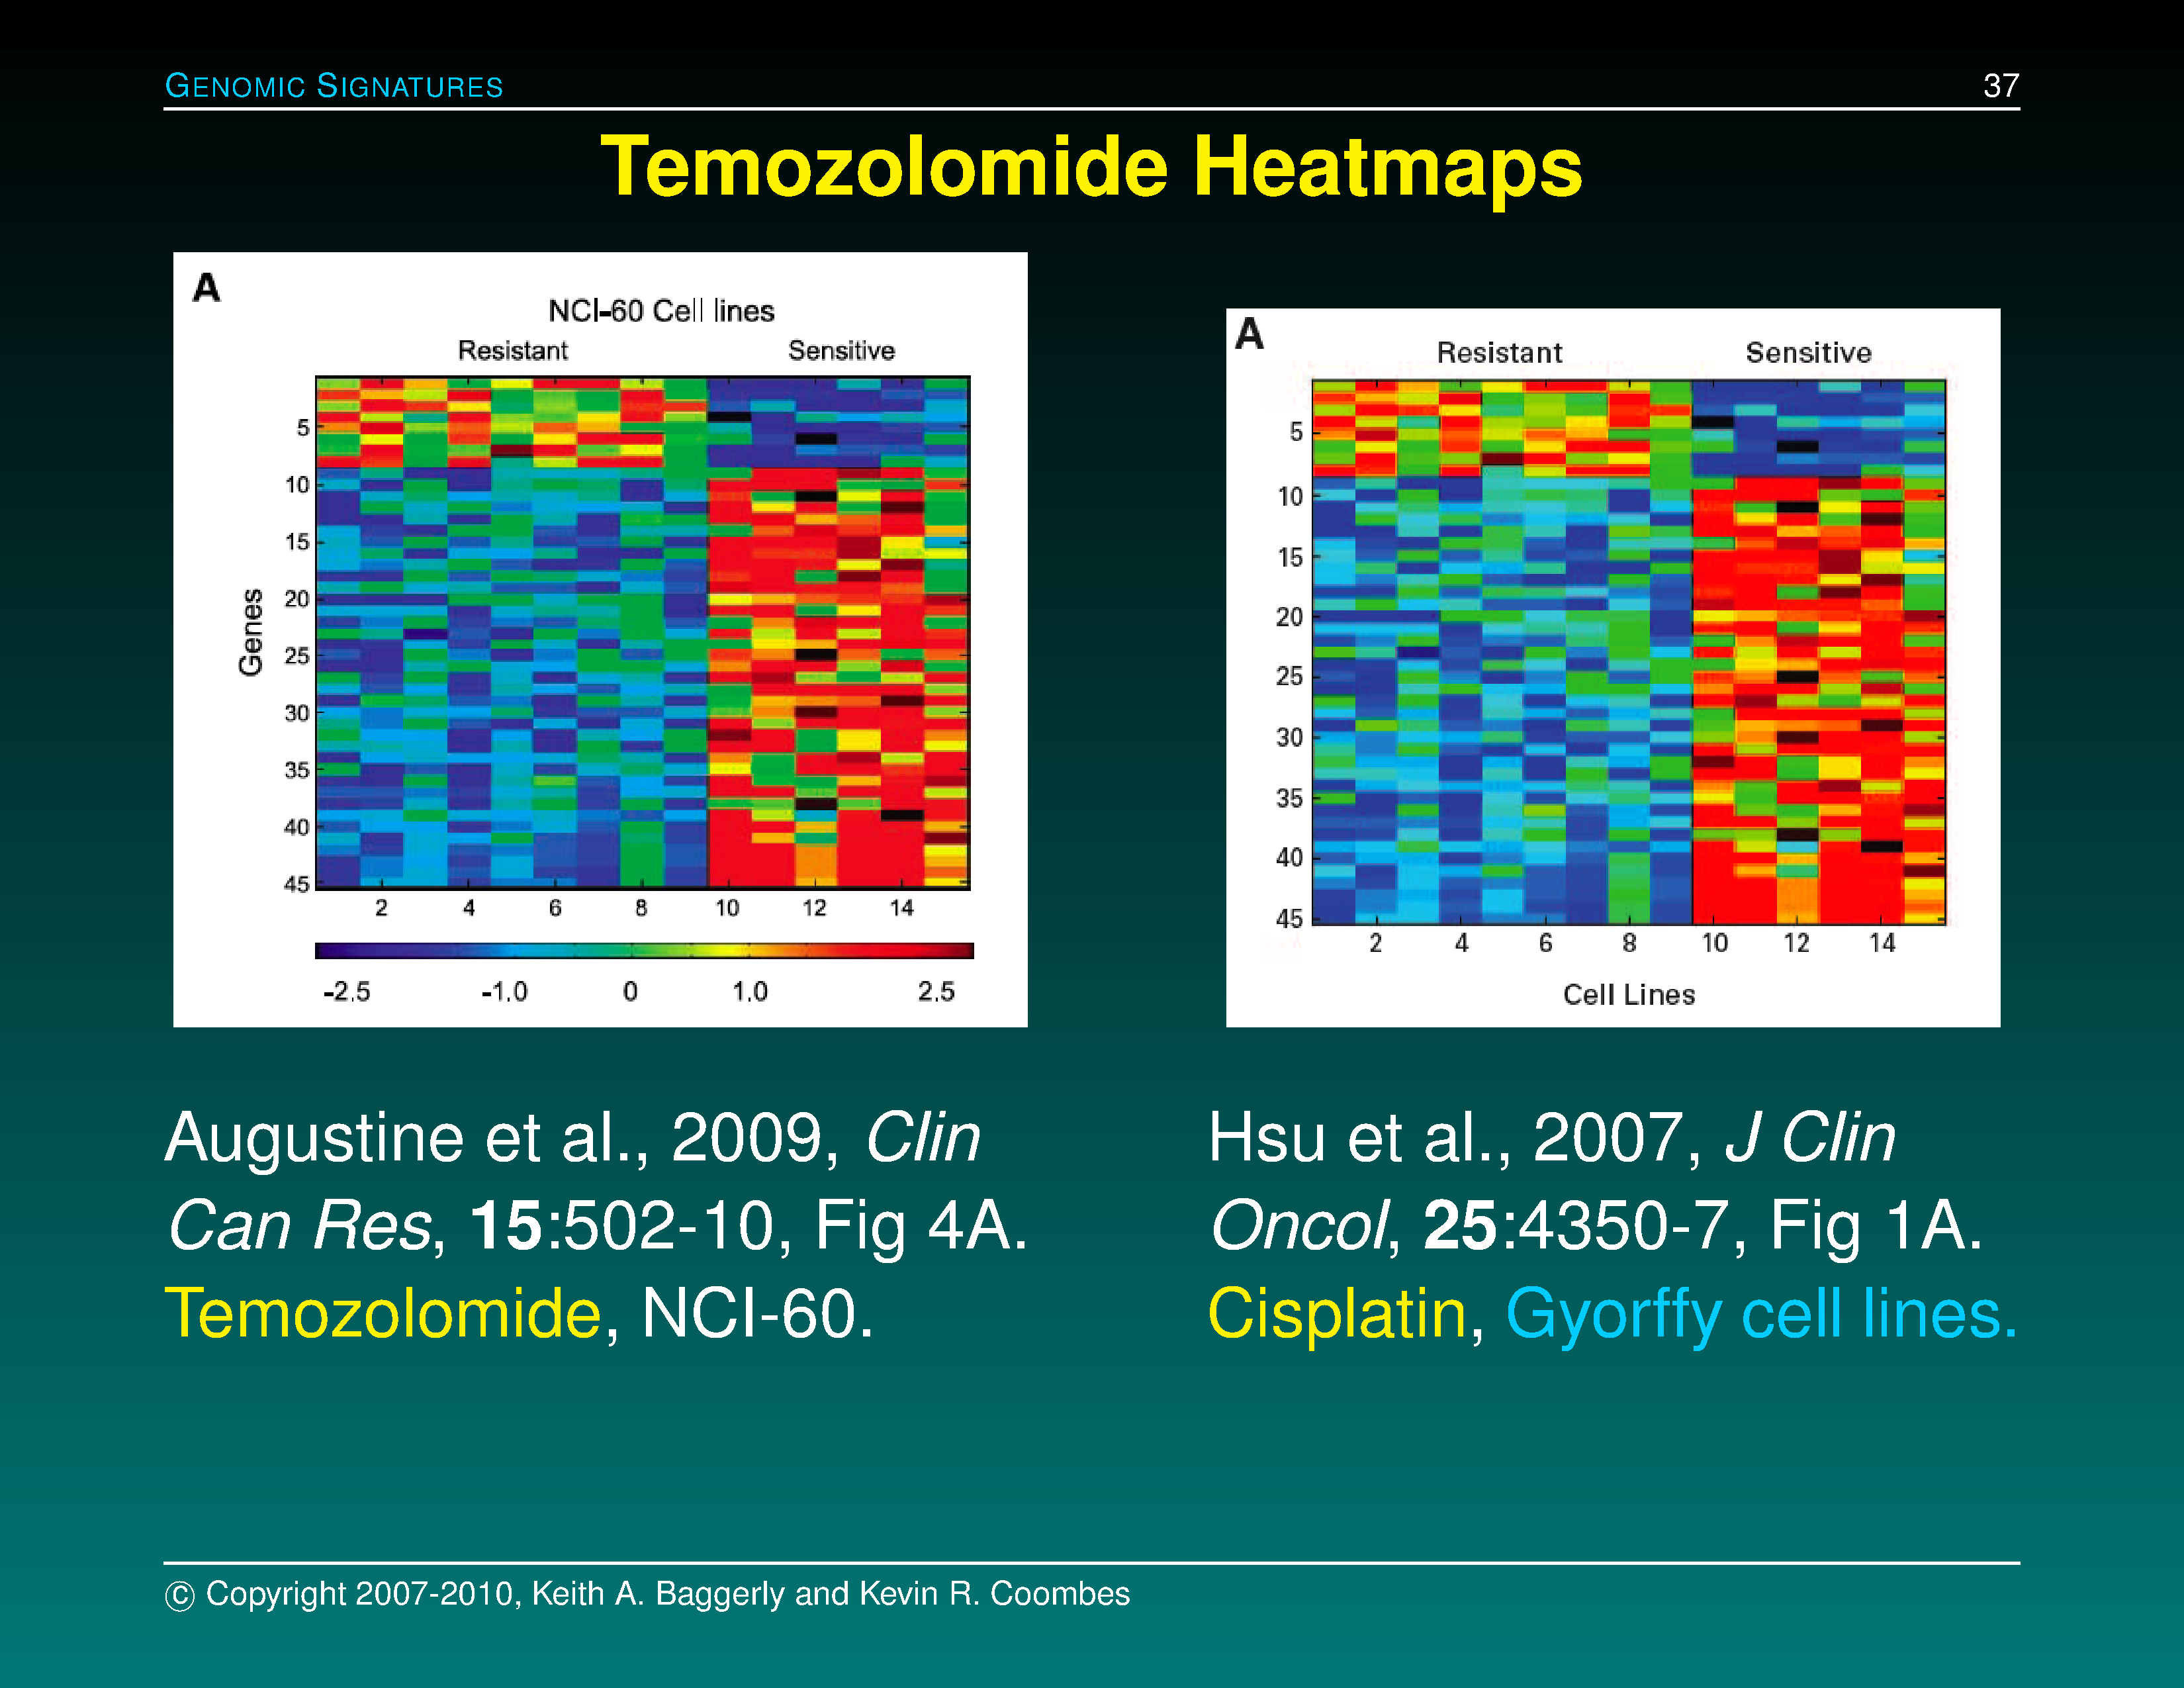 GENOMIC SIGNATURES 37
Temozolomide Heatmaps
A
NCI-60 Cell lines
Resistant Sensitive
Genes
5
10
15
20
25
30
35
40
45
2 4 6 8 10 12 14
-2.5 -1.0 0 1.0 2.5
A
Resistant Sensitive
5
10
15
20
25
30
35
40
45
2 4 6 8 10 12 14
Cell Lines
Augustine et al., 2009, Clin
Can Res, 15:502-10, Fig 4A.
Temozolomide, NCI-60.
Hsu et al., 2007, J Clin
Oncol, 25:4350-7, Fig 1A.
Cisplatin, Gyorffy cell lines.
© Copyright 2007-2010, Keith A. Baggerly and Kevin R. Coombes